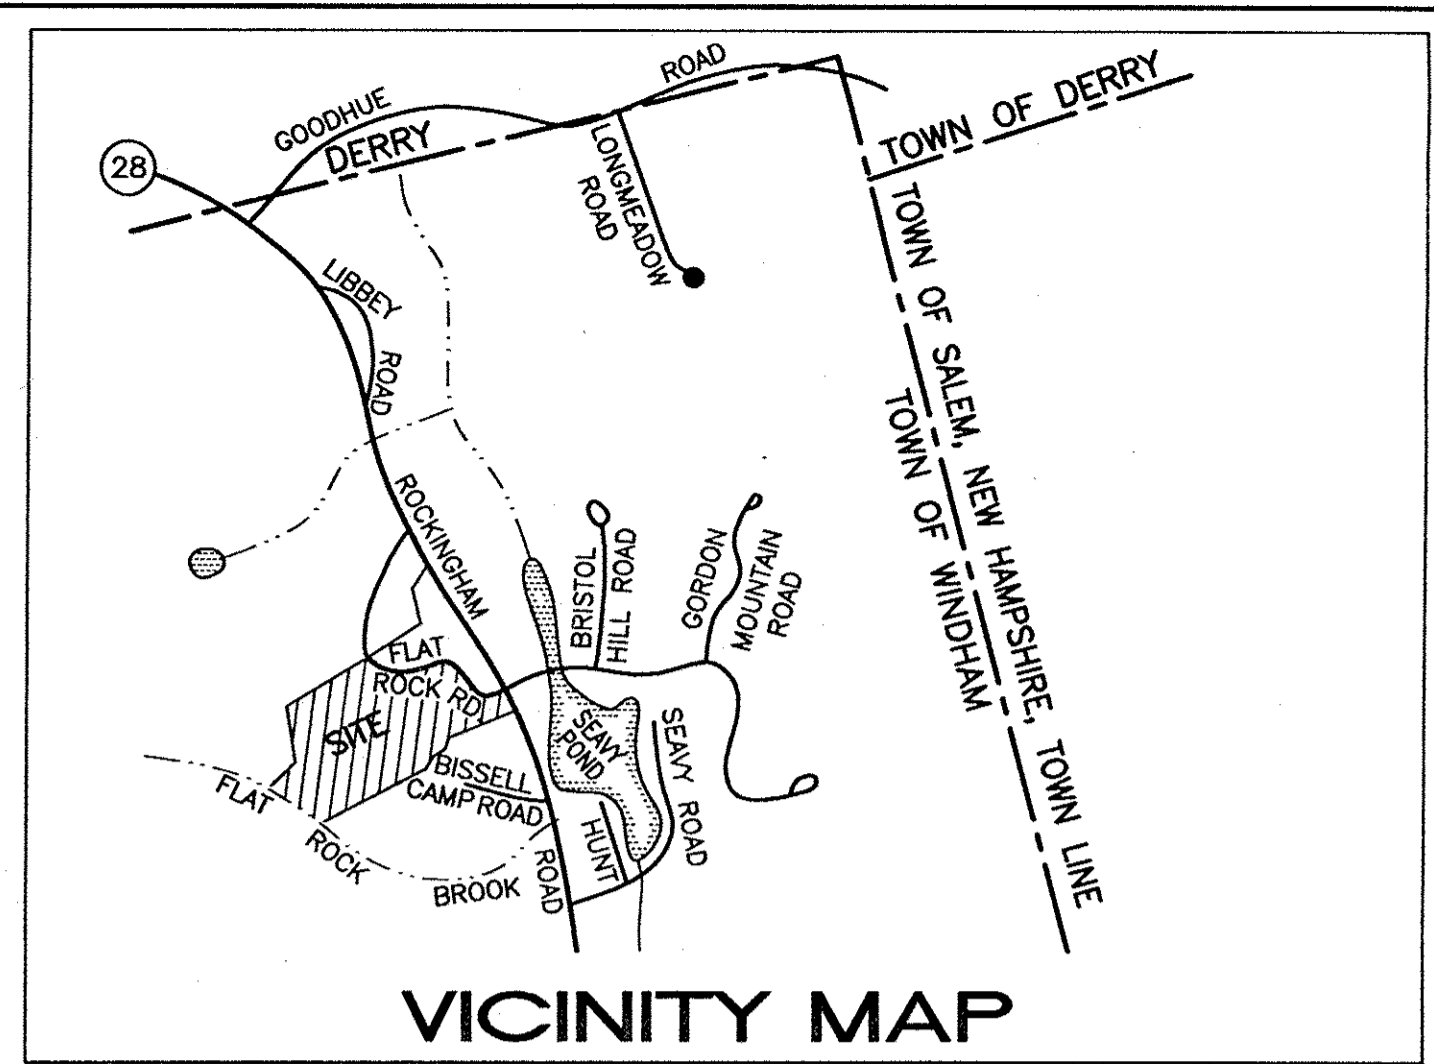 GOODHUE
ROAD
DERRY
TOWN OF DERRY
28
LONGMEADOW
ROAD
LIBBEY
ROAD
TOWN OF SALEM, NEW HAMPSHIRE, TOWN LINE
TOWN OF WINDHAM
ROCKINGHAM
BRISTOL
HILL ROAD
GORDON
MOUNTAIN
ROAD
FLAT
ROCK RD.
SITE
SEAVY
POND
SEAVY ROAD
BISSELL
CAMP ROAD
HUNT
ROAD
FLAT
ROCK
BROOK
VICINITY MAP